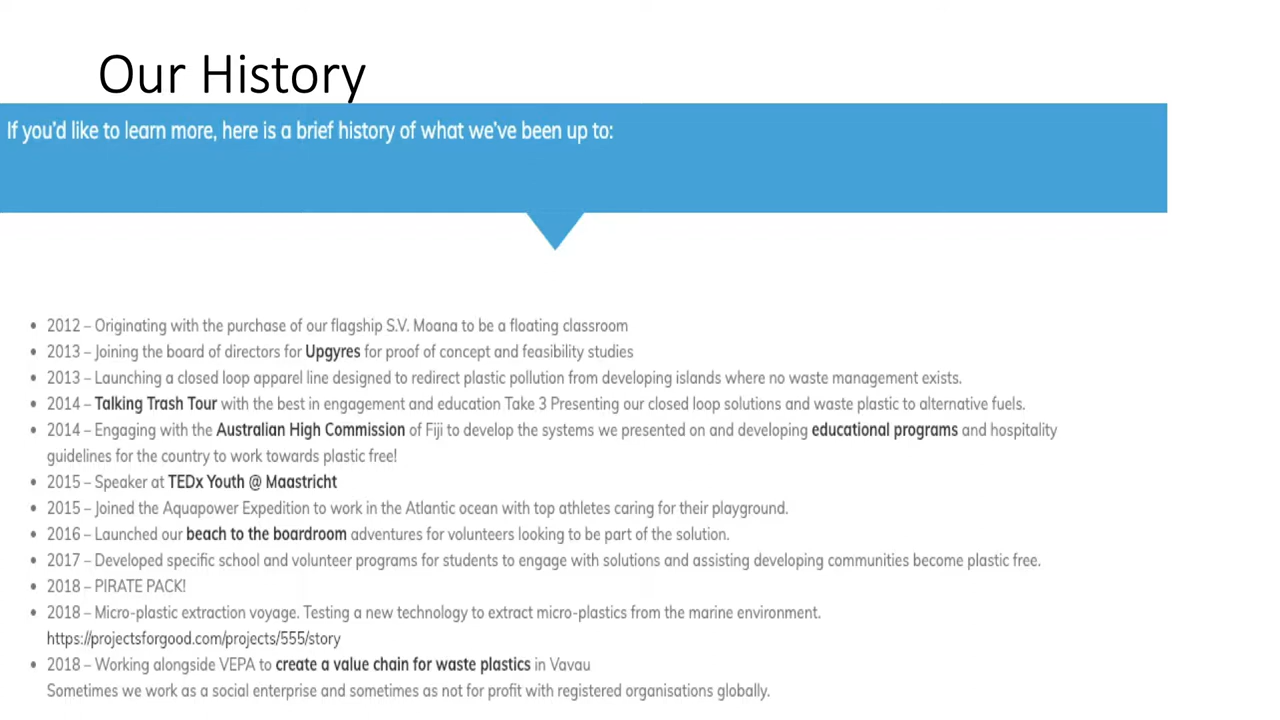 Our History
If you'd like to learn more, here is a brief history of what we've been up to:
• 2012 – Originating with the purchase of our flagship S.V. Moana to be a floating classroom
• 2013 – Joining the board of directors for Upgyres for proof of concept and feasibility studies
• 2013 – Launching a closed loop apparel line designed to redirect plastic pollution from developing islands where no waste management exists.
• 2014 – Talking Trash Tour with the best in engagement and education Take 3 Presenting our closed loop solutions and waste plastic to alternative fuels.
• 2014 – Engaging with the Australian High Commission of Fiji to develop the systems we presented on and developing educational programs and hospitality
guidelines for the country to work towards plastic free!
• 2015 – Speaker at TEDx Youth @ Maastricht
• 2015 – Joined the Aquapower Expedition to work in the Atlantic ocean with top athletes caring for their playground.
• 2016 – Launched our beach to the boardroom adventures for volunteers looking to be part of the solution.
• 2017 – Developed specific school and volunteer programs for students to engage with solutions and assisting developing communities become plastic free.
• 2018 – PIRATE PACK!
• 2018 – Micro-plastic extraction voyage. Testing a new technology to extract micro-plastics from the marine environment.
https://projectsforgood.com/projects/555/story
• 2018 – Working alongside VEPA to create a value chain for waste plastics in Vavau
Sometimes we work as a social enterprise and sometimes as not for profit with registered organisations globally.